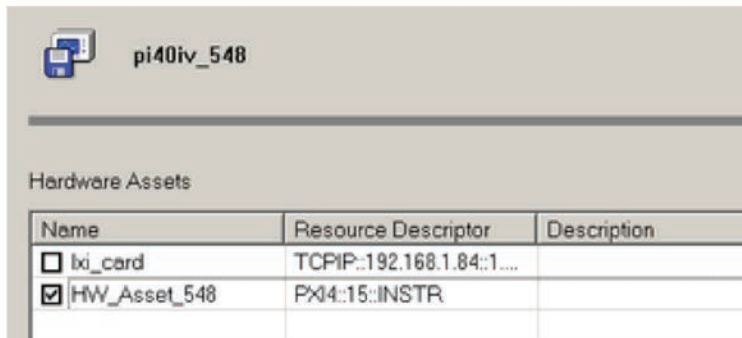 pi40iv_548
Hardware Assets
Name Resource Descriptor Description
lxi_card TCPIP::192.168.1.84::1....
HW_Asset_548 PXI4::15::INSTR